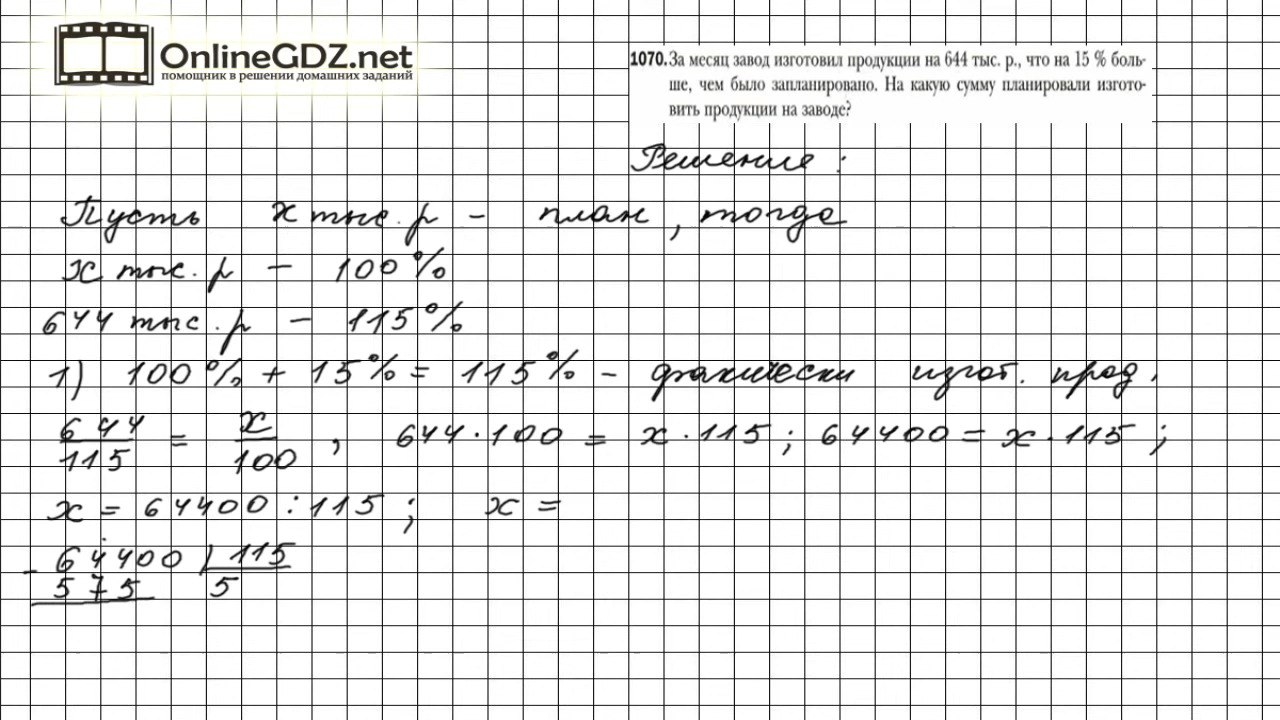 OnlineGDZ.net
помощник в решении домашних заданий
1070. За месяц завод изготовил продукции на 644 тыс. р., что на 15 % боль-
ше, чем было запланировано. На какую сумму планировали изгото-
вить продукции на заводе?
Решение :
Пусть x тыс. р - план, тогда
x тыс. р - 100%
644 тыс. р - 115%
1) 100% + 15% = 115% - фактически изгот. прод.
644/115 = x/100, 644·100 = x·115; 64400 = x·115;
x = 64400 : 115; x =
- 64400 | 115
575 5